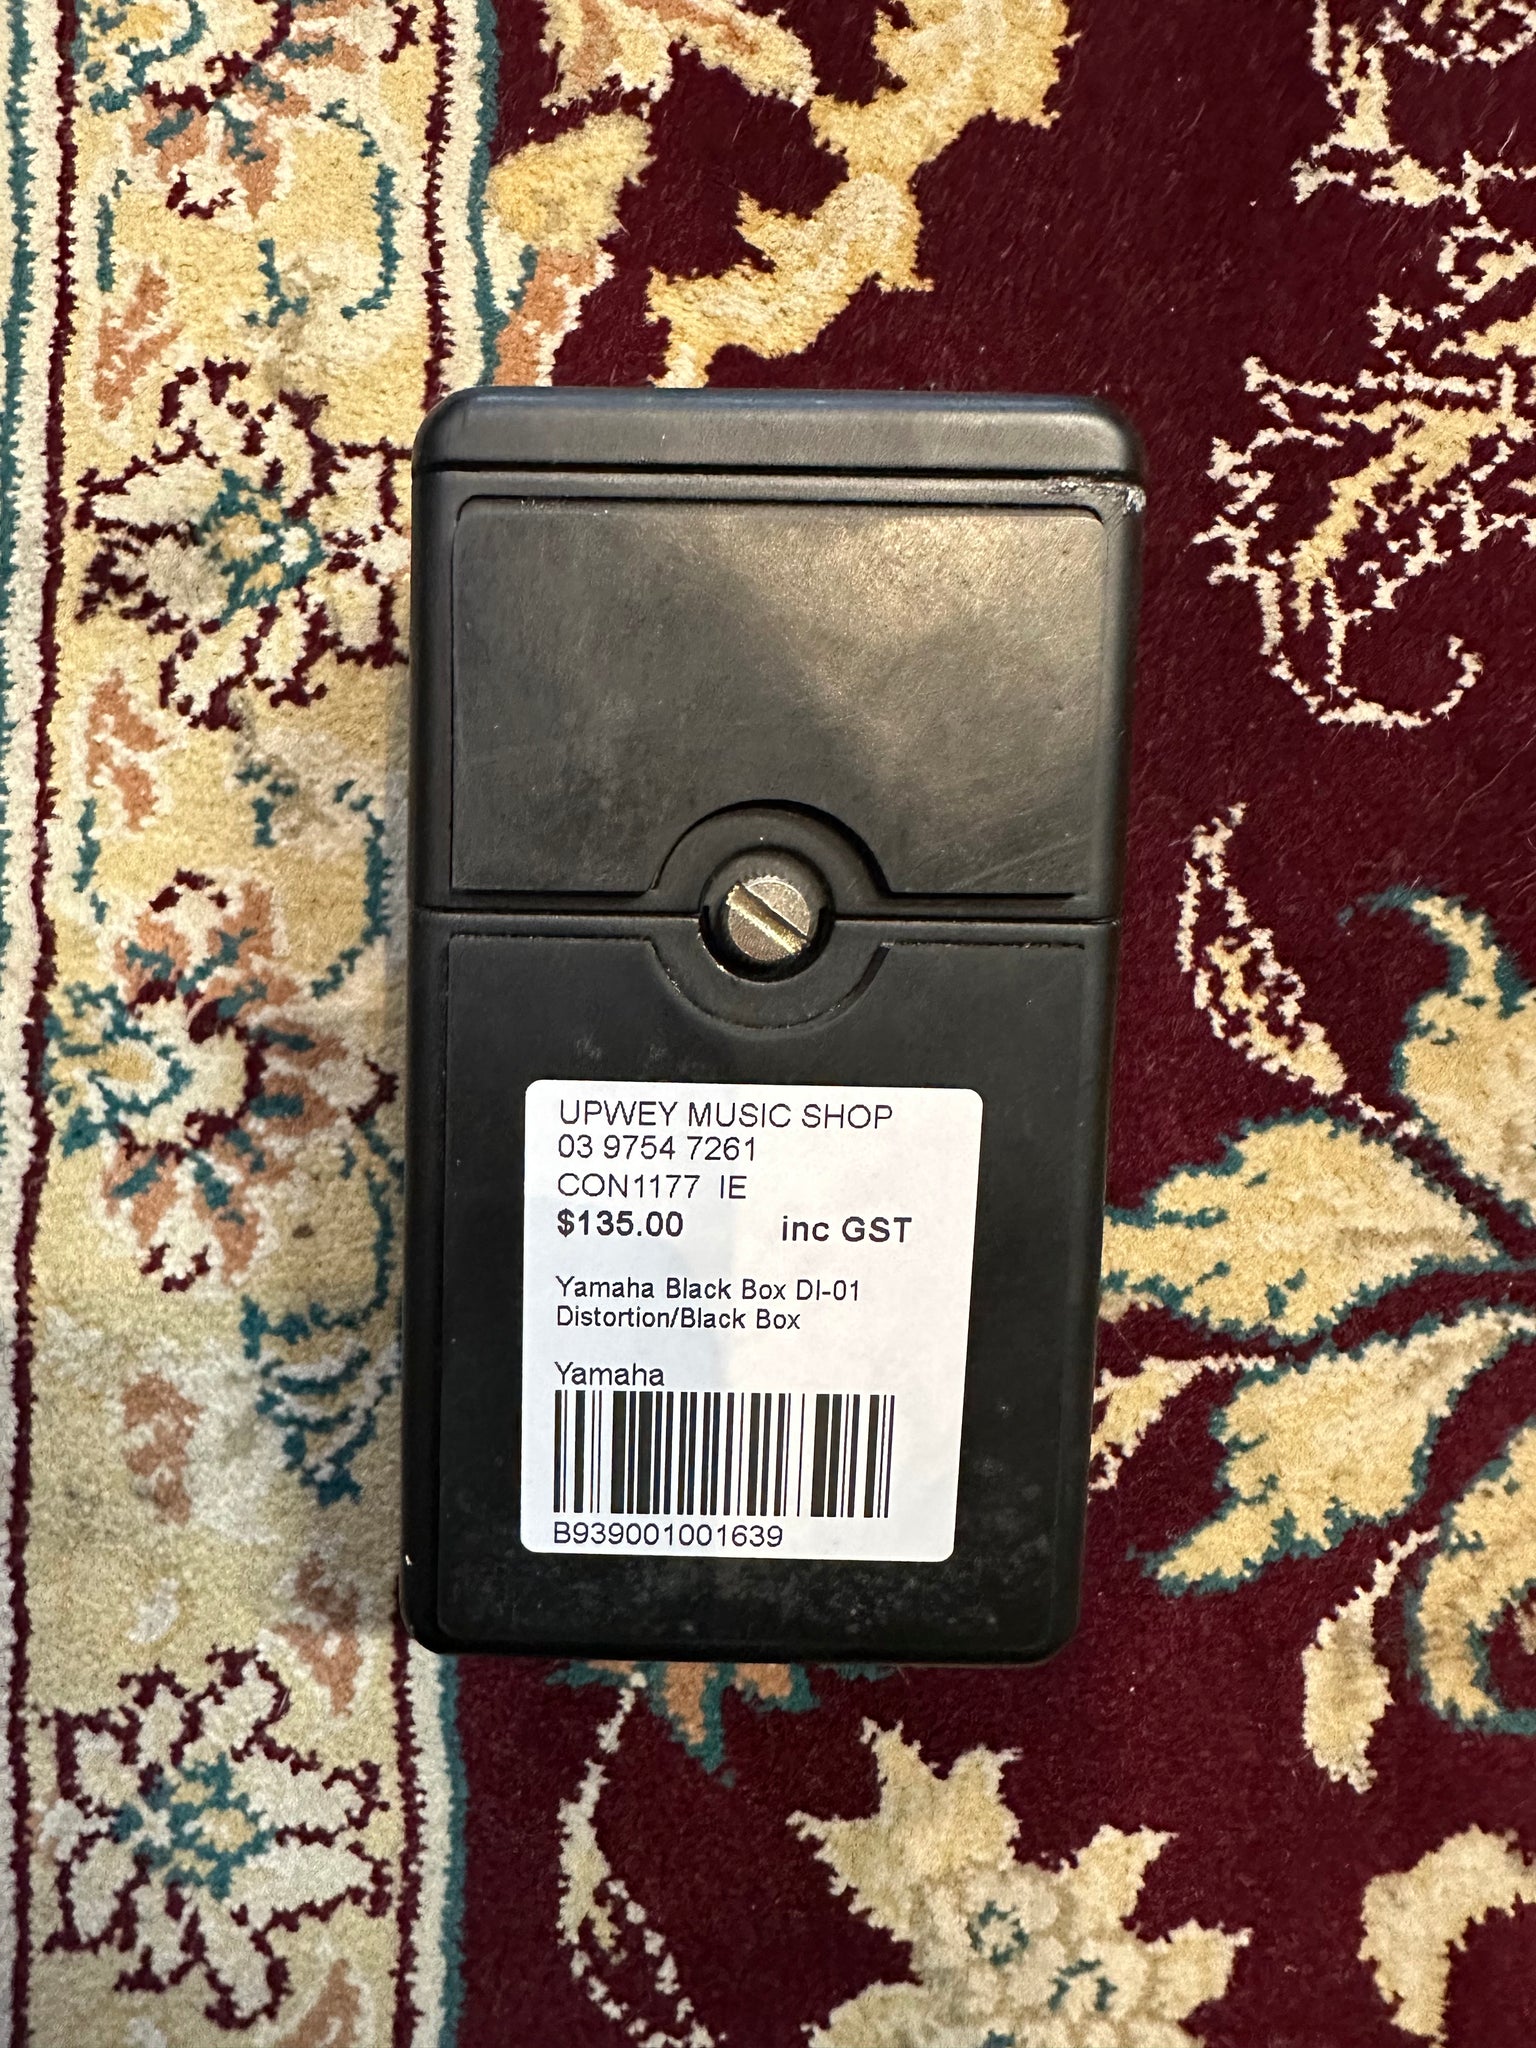 UPWEY MUSIC SHOP
03 9754 7261
CON1177 IE
$135.00 inc GST
Yamaha Black Box DI-01
Distortion/Black Box
Yamaha
B939001001639